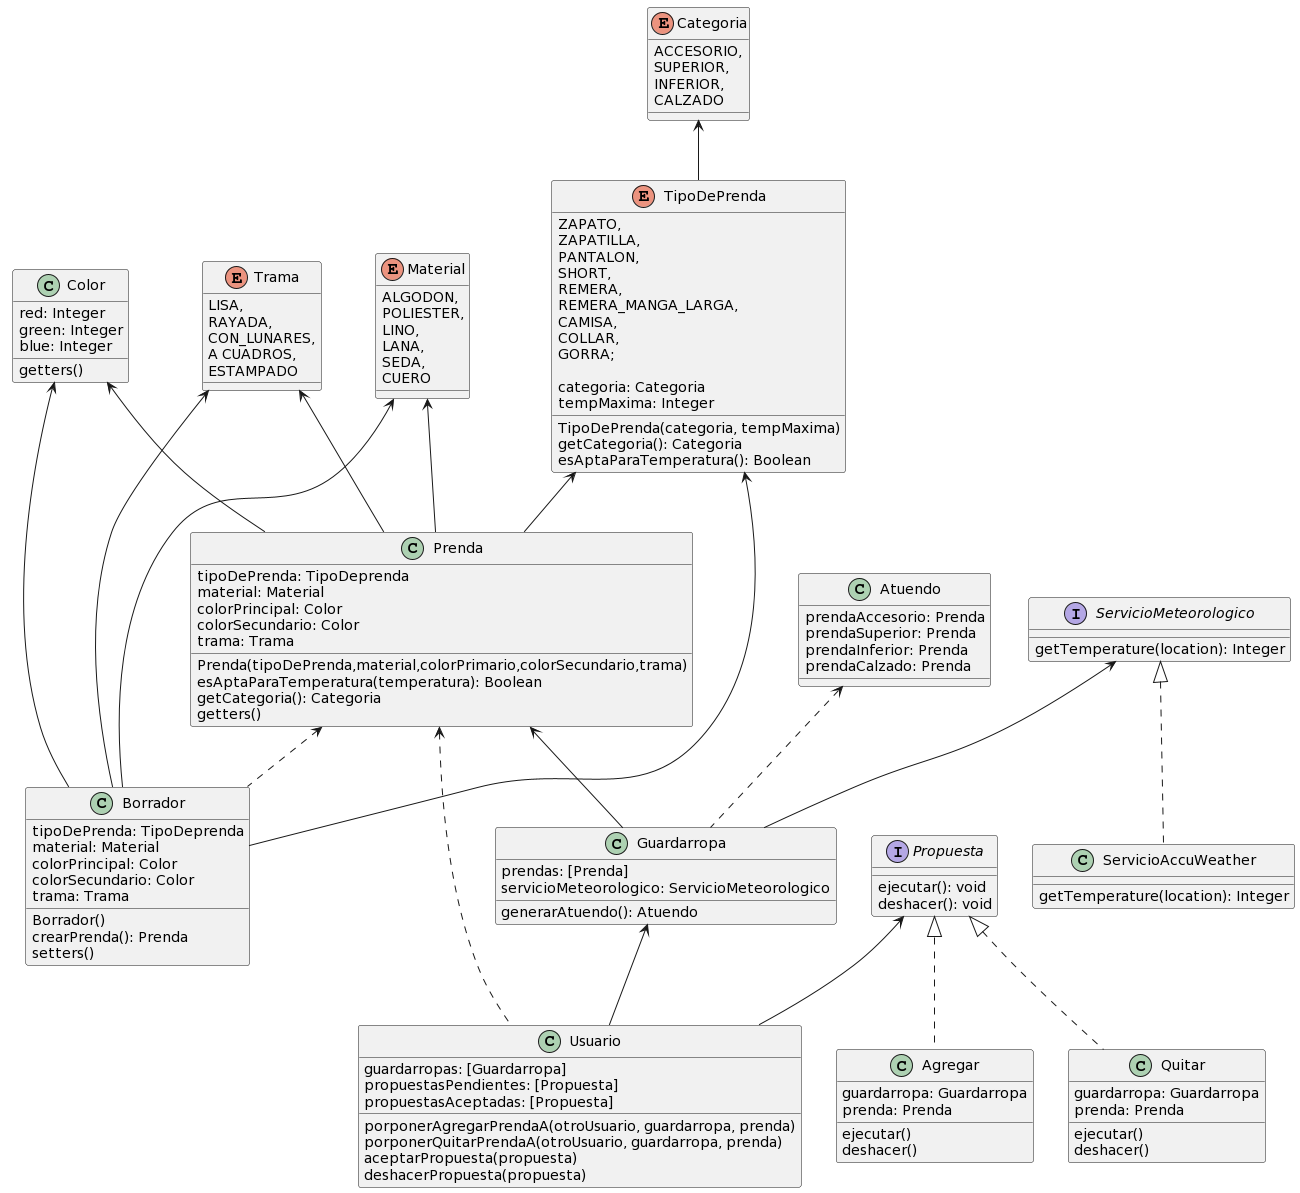 E Categoria
ACCESORIO,
SUPERIOR,
INFERIOR,
CALZADO
E TipoDePrenda
ZAPATO,
ZAPATILLA,
PANTALON,
SHORT,
REMERA,
REMERA_MANGA_LARGA,
CAMISA,
COLLAR,
GORRA;
categoria: Categoria
tempMaxima: Integer
TipoDePrenda(categoria, tempMaxima)
getCategoria(): Categoria
esAptaParaTemperatura(): Boolean
C Color
red: Integer
green: Integer
blue: Integer
getters()
E Trama
LISA,
RAYADA,
CON_LUNARES,
A CUADROS,
ESTAMPADO
E Material
ALGODON,
POLIESTER,
LINO,
LANA,
SEDA,
CUERO
C Prenda
tipoDePrenda: TipoDeprenda
material: Material
colorPrincipal: Color
colorSecundario: Color
trama: Trama
Prenda(tipoDePrenda,material,colorPrimario,colorSecundario,trama)
esAptaParaTemperatura(temperatura): Boolean
getCategoria(): Categoria
getters()
C Atuendo
prendaAccesorio: Prenda
prendaSuperior: Prenda
prendaInferior: Prenda
prendaCalzado: Prenda
I ServicioMeteorologico
getTemperature(location): Integer
C Borrador
tipoDePrenda: TipoDeprenda
material: Material
colorPrincipal: Color
colorSecundario: Color
trama: Trama
Borrador()
crearPrenda(): Prenda
setters()
C Guardarropa
prendas: [Prenda]
servicioMeteorologico: ServicioMeteorologico
generarAtuendo(): Atuendo
I Propuesta
ejecutar(): void
deshacer(): void
C ServicioAccuWeather
getTemperature(location): Integer
C Usuario
guardarropas: [Guardarropa]
propuestasPendientes: [Propuesta]
propuestasAceptadas: [Propuesta]
porponerAgregarPrendaA(otroUsuario, guardarropa, prenda)
porponerQuitarPrendaA(otroUsuario, guardarropa, prenda)
aceptarPropuesta(propuesta)
deshacerPropuesta(propuesta)
C Agregar
guardarropa: Guardarropa
prenda: Prenda
ejecutar()
deshacer()
C Quitar
guardarropa: Guardarropa
prenda: Prenda
ejecutar()
deshacer()